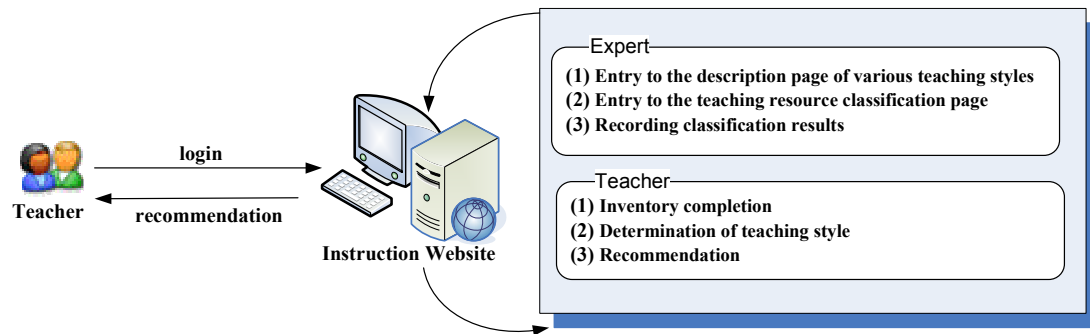 login
recommendation
Teacher
Instruction Website
Expert
(1) Entry to the description page of various teaching styles
(2) Entry to the teaching resource classification page
(3) Recording classification results
Teacher
(1) Inventory completion
(2) Determination of teaching style
(3) Recommendation